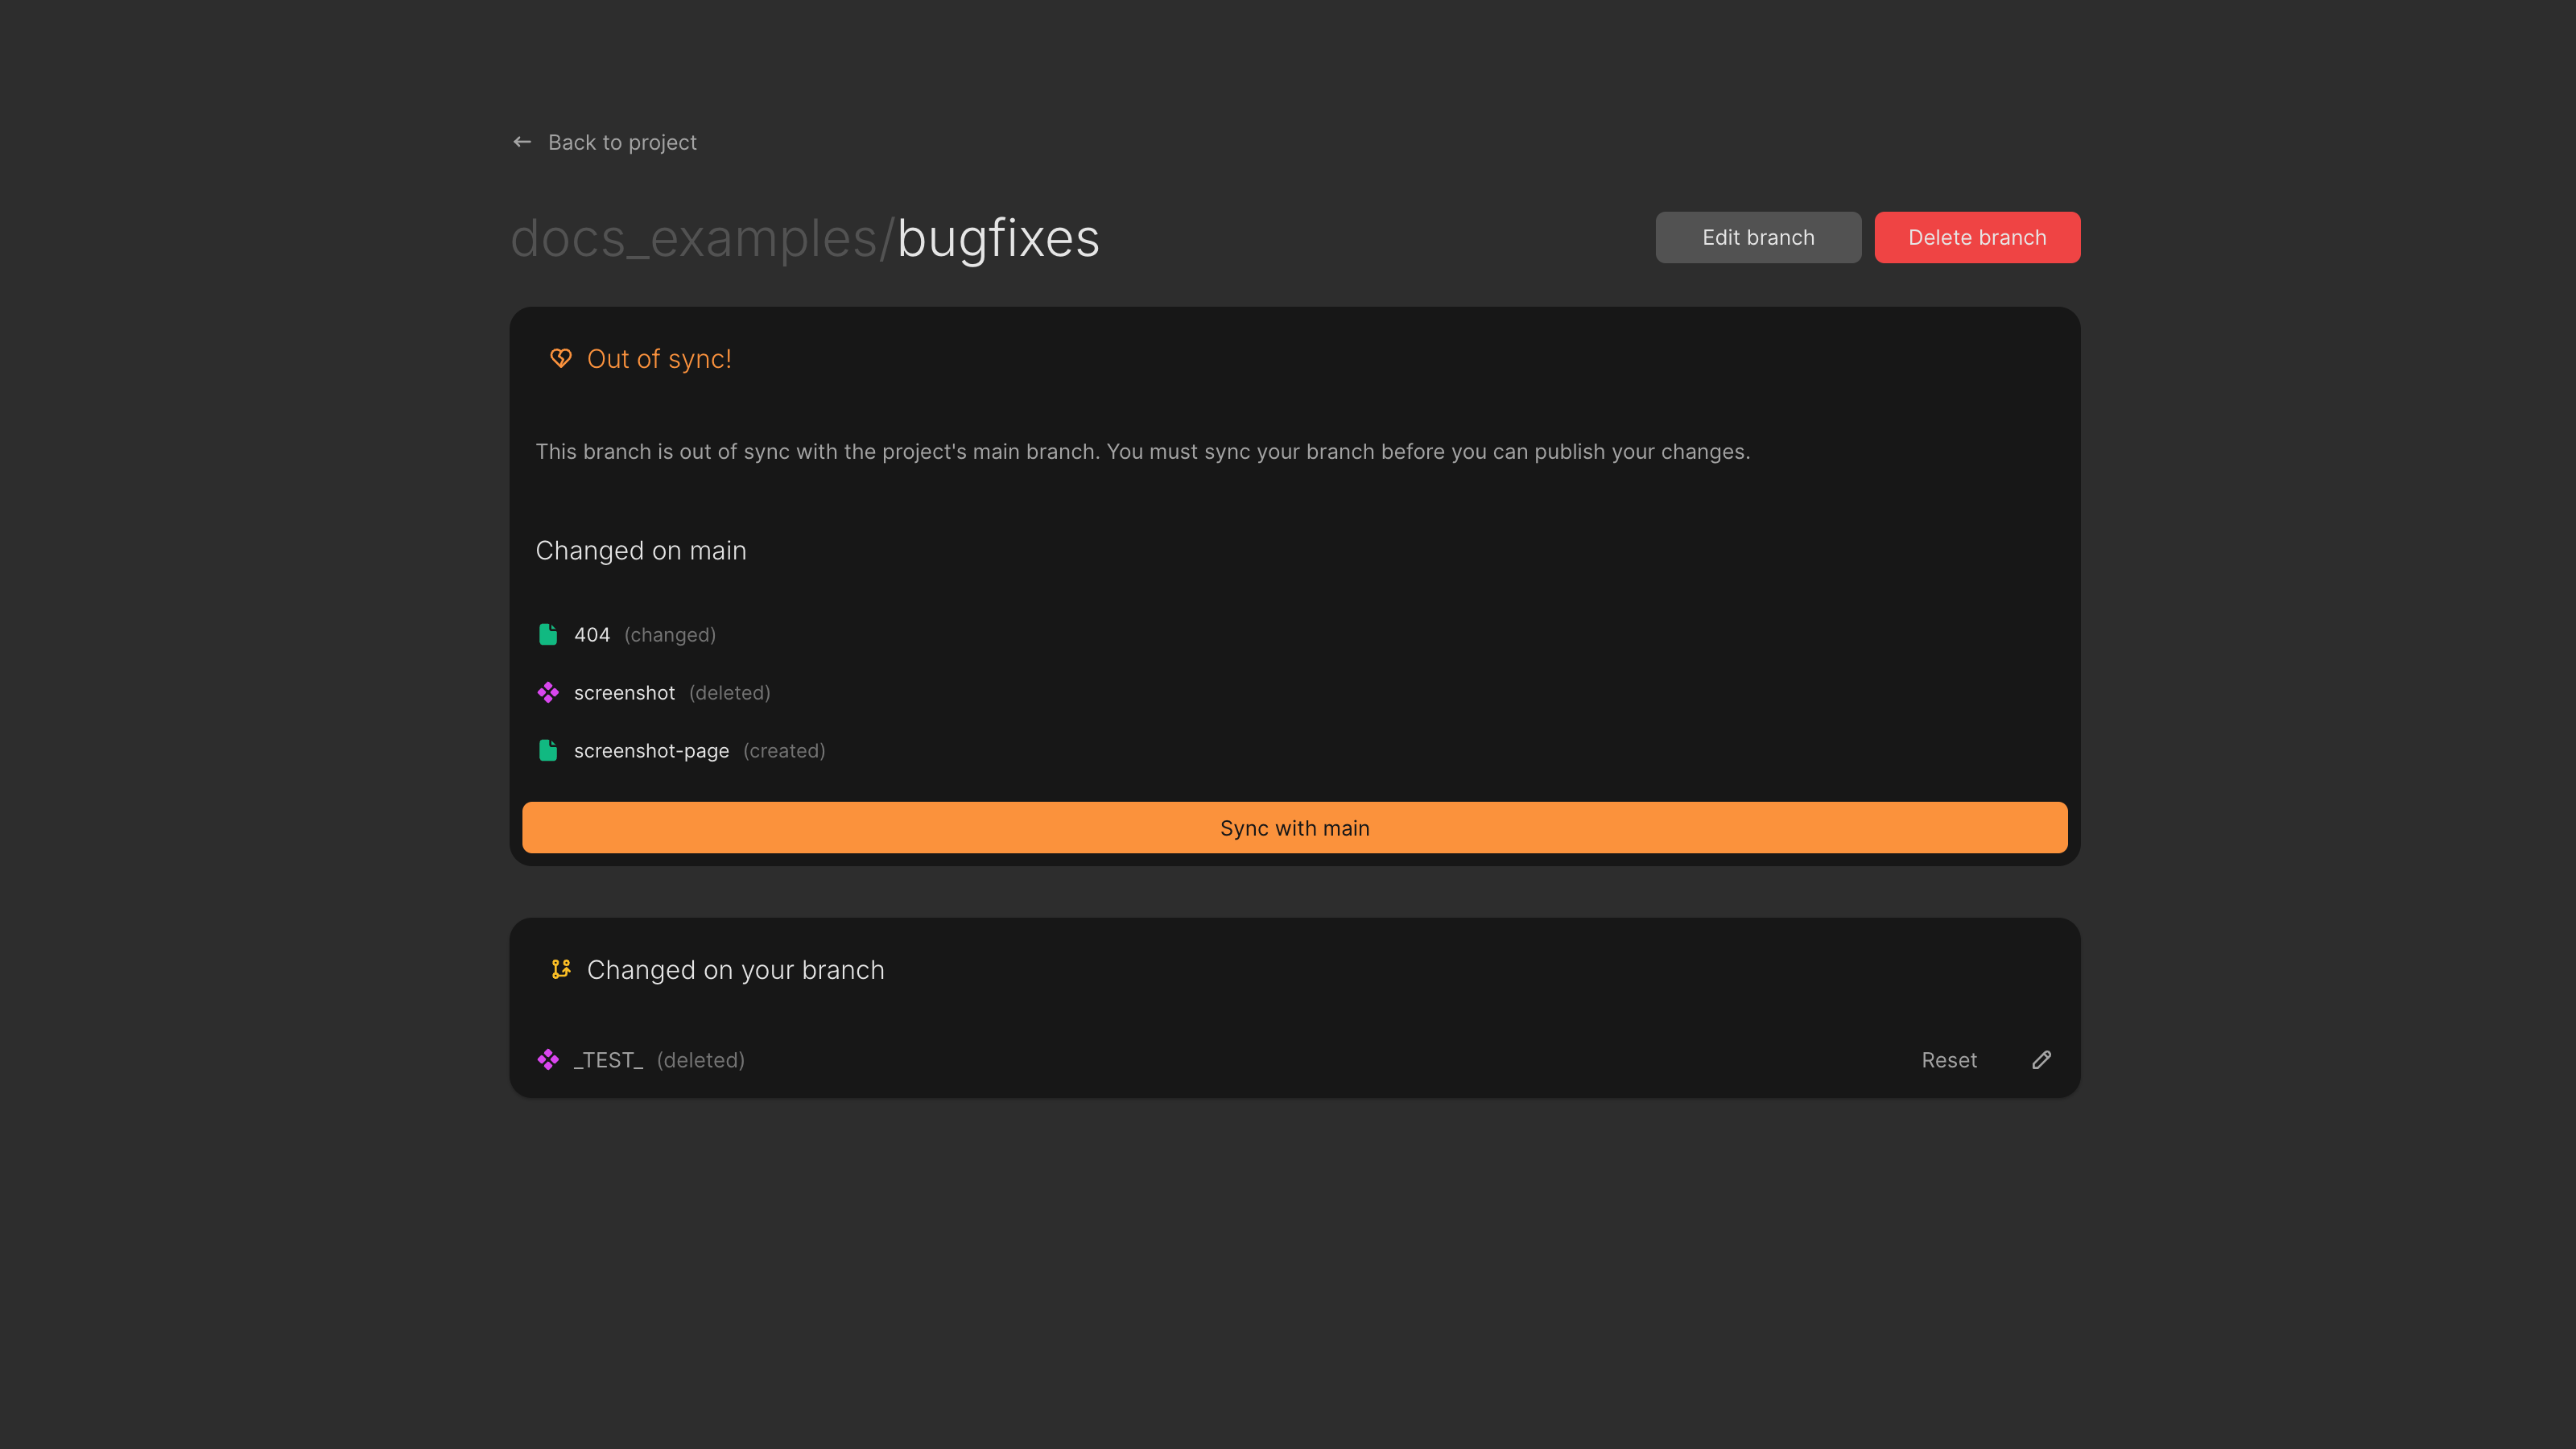 Back to project
docs_examples/bugfixes
Edit branch
Delete branch
Out of sync!
This branch is out of sync with the project's main branch. You must sync your branch before you can publish your changes.
Changed on main
404 (changed)
screenshot (deleted)
screenshot-page (created)
Sync with main
Changed on your branch
_TEST_ (deleted)
Reset